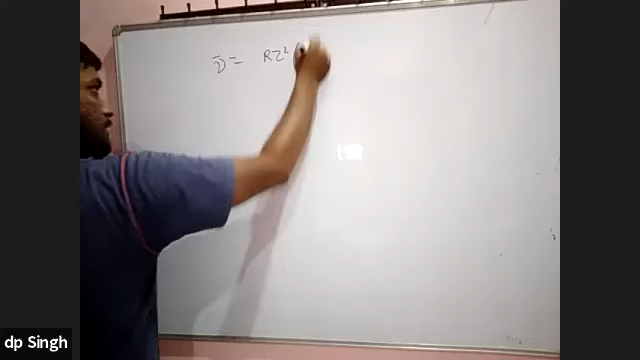 ν̄ = RZ² (
dp Singh